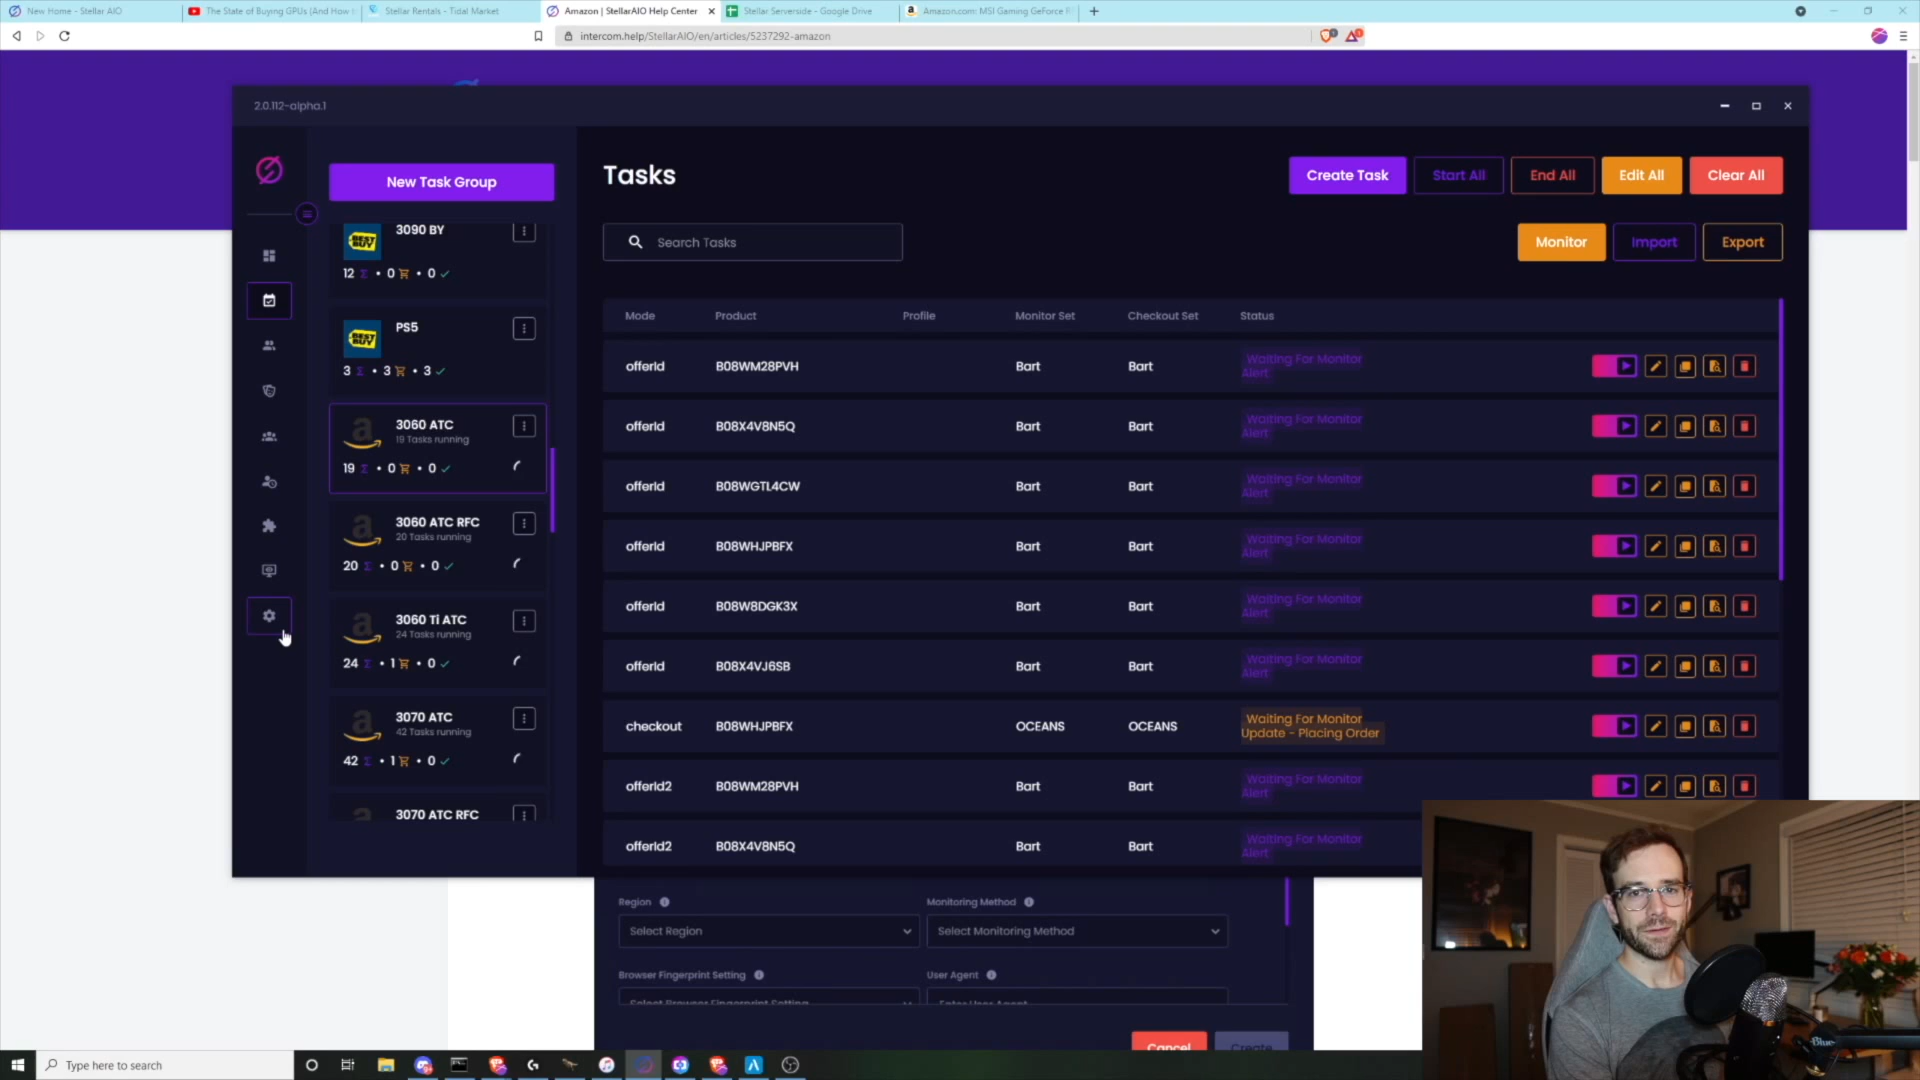 New Home - Stellar AIO
The State of Buying GPUs (And How
Stellar Rentals - Tidal Market
Amazon | StellarAIO Help Center
Stellar Serverside - Google Drive
Amazon.com: MSI Gaming GeForce R
intercom.help/StellarAIO/en/articles/5237292-amazon
2.0.112-alpha.1
New Task Group
3090 BY
12 • 0 • 0
PS5
3 • 3 • 3
3060 ATC
19 Tasks running
19 • 0 • 0
3060 ATC RFC
20 Tasks running
20 • 0 • 0
3060 Ti ATC
24 Tasks running
24 • 1 • 0
3070 ATC
42 Tasks running
42 • 1 • 0
3070 ATC RFC
Tasks
Create Task Start All End All Edit All Clear All
Search Tasks
Monitor Import Export
Mode Product Profile Monitor Set Checkout Set Status
offerId B08WM28PVH Bart Bart Waiting For Monitor
Alert
offerId B08X4V8N5Q Bart Bart Waiting For Monitor
Alert
offerId B08WGTL4CW Bart Bart Waiting For Monitor
Alert
offerId B08WHJPBFX Bart Bart Waiting For Monitor
Alert
offerId B08W8DGK3X Bart Bart Waiting For Monitor
Alert
offerId B08X4VJ6SB Bart Bart Waiting For Monitor
Alert
checkout B08WHJPBFX OCEANS OCEANS Waiting For Monitor
Update - Placing Order
offerId2 B08WM28PVH Bart Bart Waiting For Monitor
Alert
offerId2 B08X4V8N5Q Bart Bart Waiting For Monitor
Alert
Region Monitoring Method
Select Region Select Monitoring Method
Browser Fingerprint Setting User Agent
Select Browser Fingerprint Setting Enter User Agent
Cancel Create
Type here to search
Blue